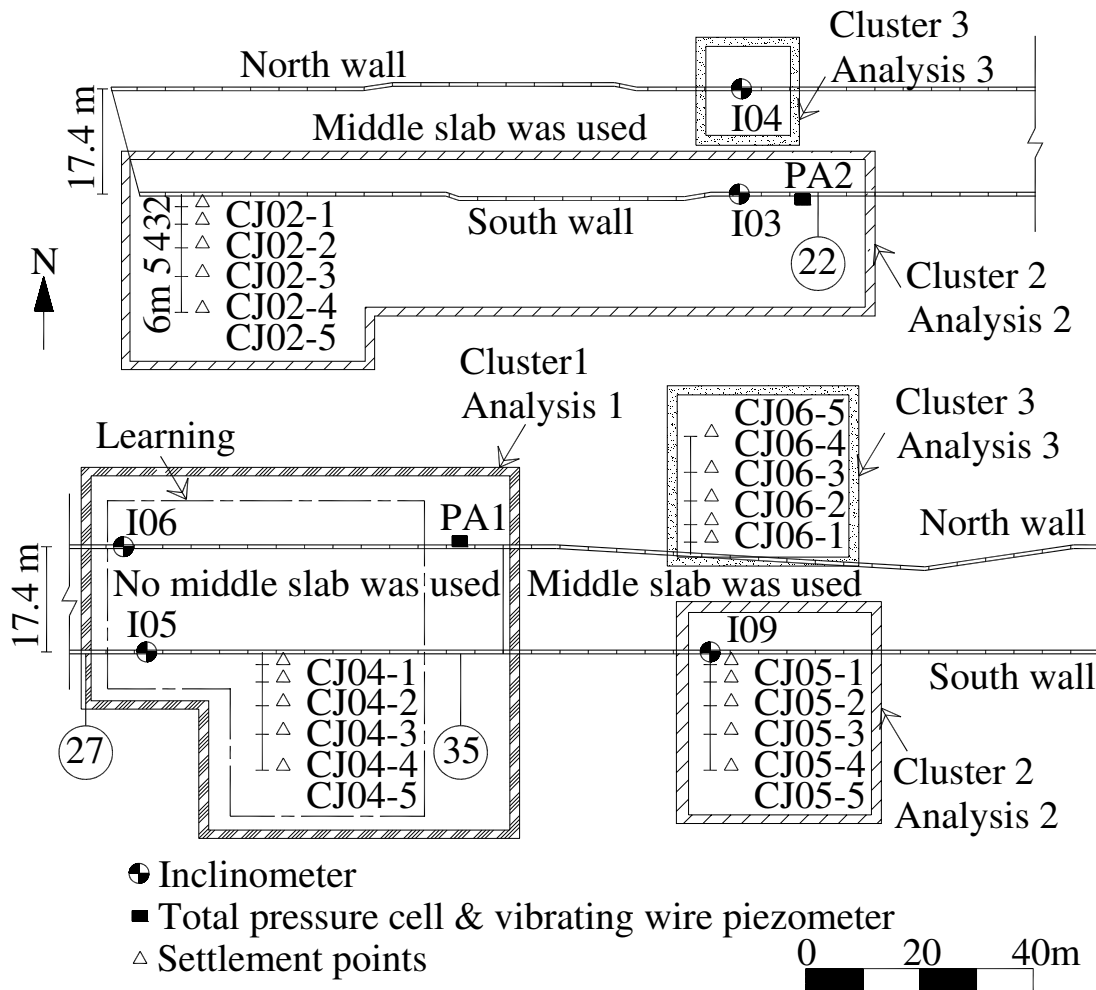 Cluster 3
Analysis 3
North wall
I04
17.4 m
Middle slab was used
PA2
I03
South wall
22
CJ02-1
CJ02-2
CJ02-3
CJ02-4
CJ02-5
6m 5 4 3 2
N
Cluster 2
Analysis 2
Cluster1
Analysis 1
Learning
CJ06-5
CJ06-4
CJ06-3
CJ06-2
CJ06-1
Cluster 3
Analysis 3
I06
PA1
North wall
17.4 m
No middle slab was used
Middle slab was used
I05
I09
South wall
CJ04-1
CJ04-2
CJ04-3
CJ04-4
CJ04-5
CJ05-1
CJ05-2
CJ05-3
CJ05-4
CJ05-5
27
35
Cluster 2
Analysis 2
Inclinometer
Total pressure cell & vibrating wire piezometer
Settlement points
0 20 40m